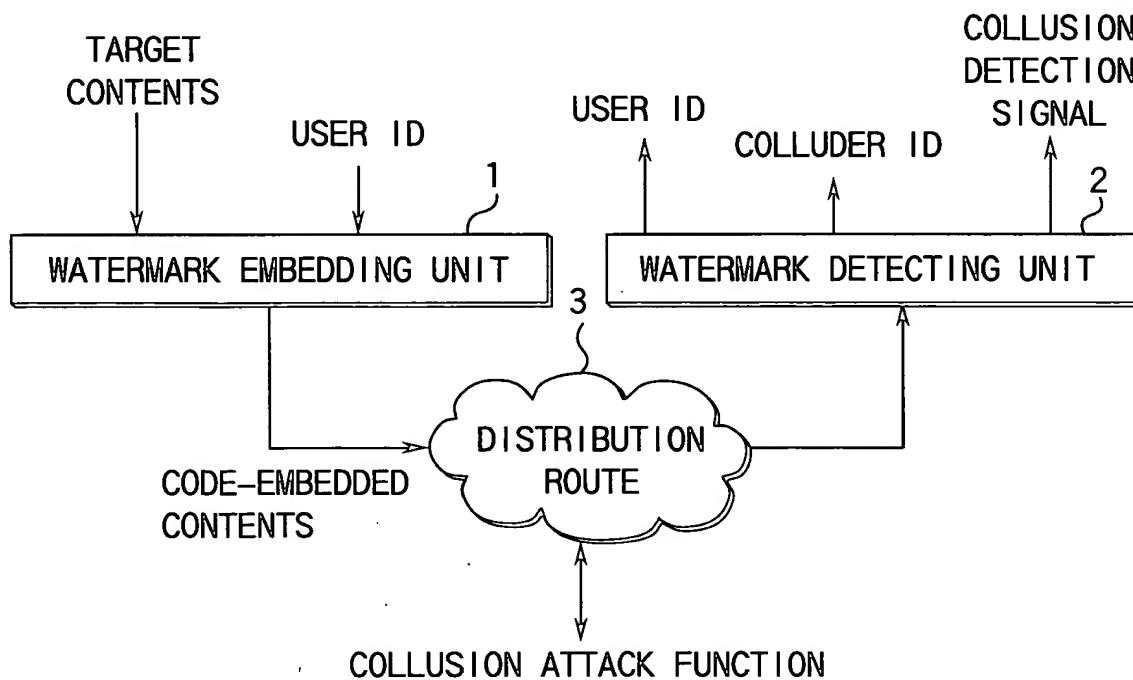 TARGET
CONTENTS
USER ID
1
WATERMARK EMBEDDING UNIT
USER ID
COLLUDER ID
COLLUSION
DETECTION
SIGNAL
2
WATERMARK DETECTING UNIT
3
DISTRIBUTION
ROUTE
CODE-EMBEDDED
CONTENTS
COLLUSION ATTACK FUNCTION